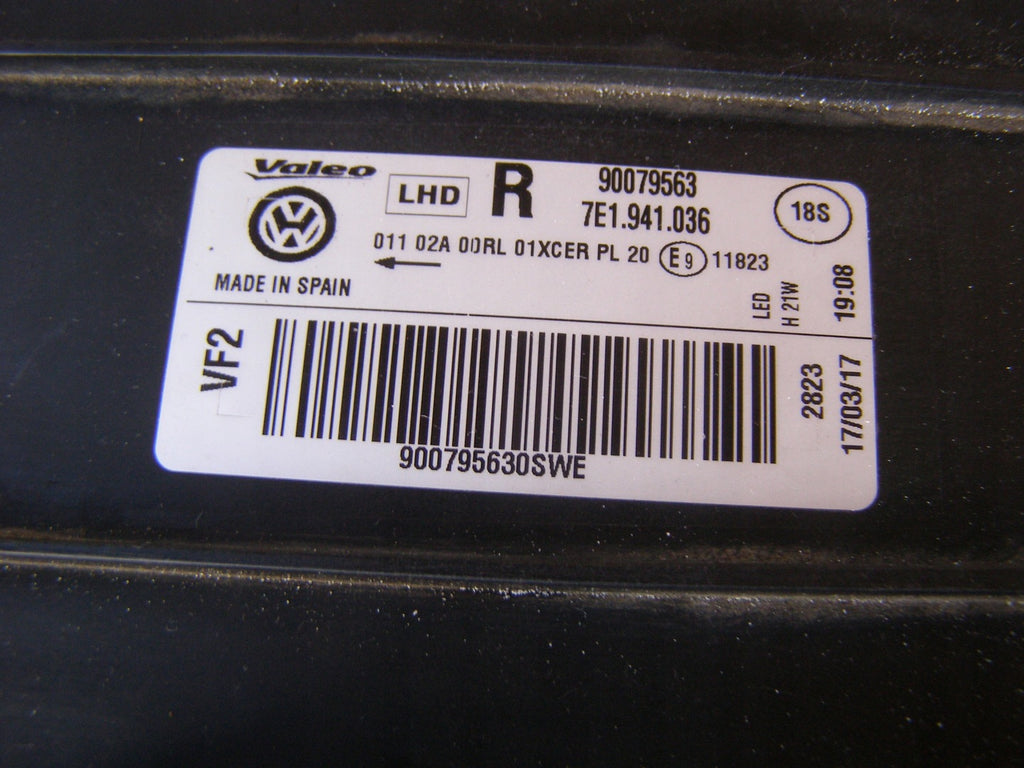 Valeo
LHD
R
90079563
7E1.941.036
18S
011 02A 00RL 01XCER PL 20 E9 11823
MADE IN SPAIN
LED
H 21W
19:08
VF2
2823
17/03/17
900795630SWE